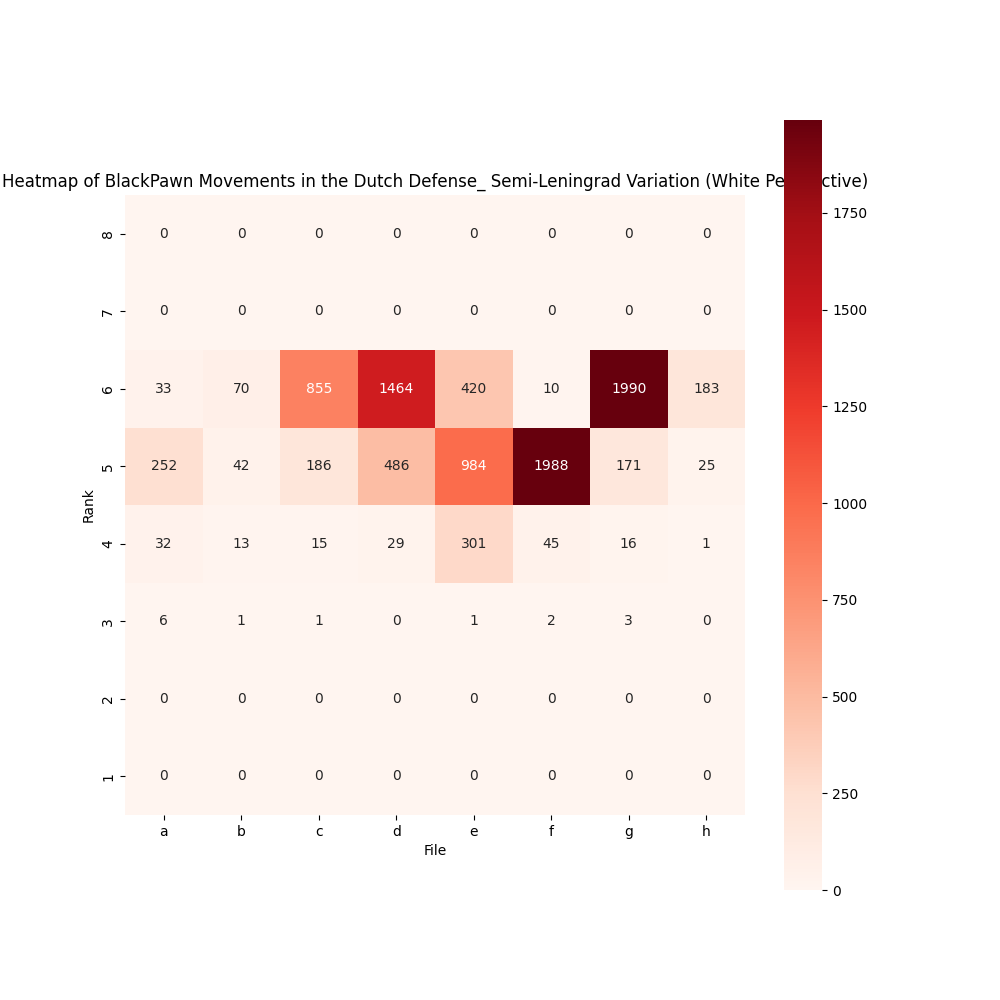 Heatmap of BlackPawn Movements in the Dutch Defense_ Semi-Leningrad Variation (White Pe ctive)
8 0 0 0 0 0 0 0 0
7 0 0 0 0 0 0 0 0
6 33 70 855 1464 420 10 1990 183
5 252 42 186 486 984 1988 171 25
4 32 13 15 29 301 45 16 1
3 6 1 1 0 1 2 3 0
2 0 0 0 0 0 0 0 0
1 0 0 0 0 0 0 0 0
a b c d e f g h
File
Rank
1750
1500
1250
1000
750
500
250
0